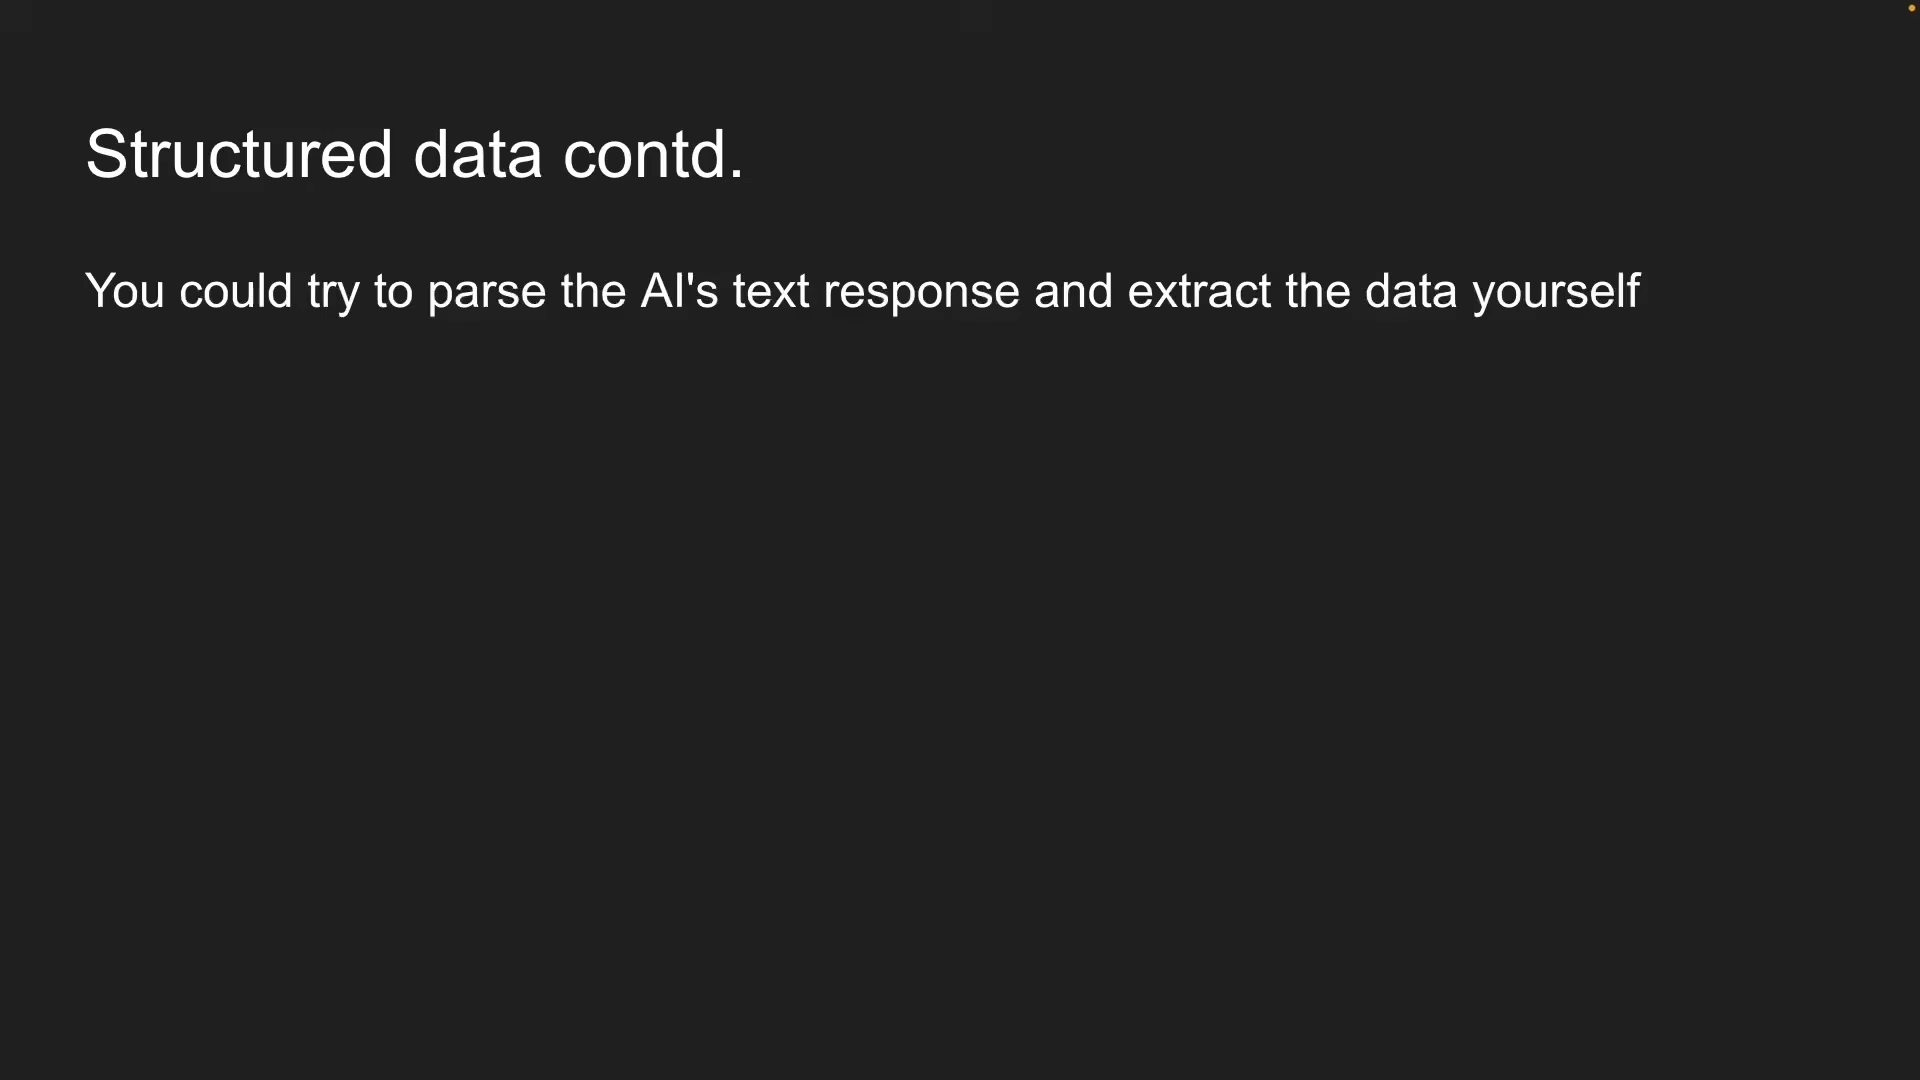 Structured data contd.
You could try to parse the AI's text response and extract the data yourself